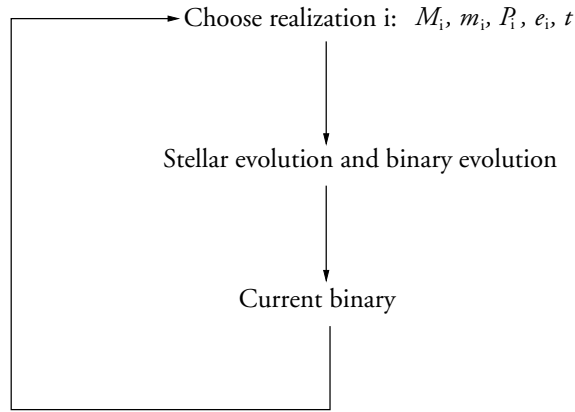 Choose realization i: Mᵢ, mᵢ, Pᵢ, eᵢ, t
Stellar evolution and binary evolution
Current binary